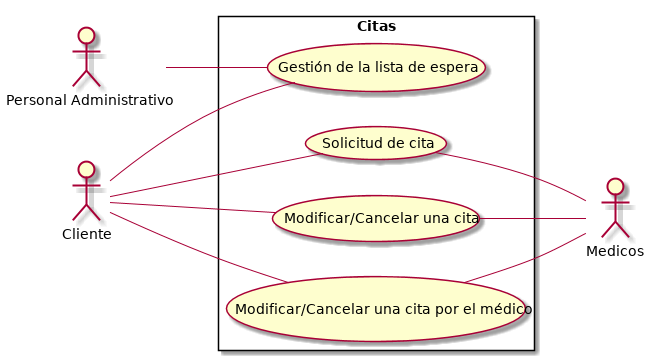 Citas
Personal Administrativo
Gestión de la lista de espera
Solicitud de cita
Cliente
Modificar/Cancelar una cita
Medicos
Modificar/Cancelar una cita por el médico